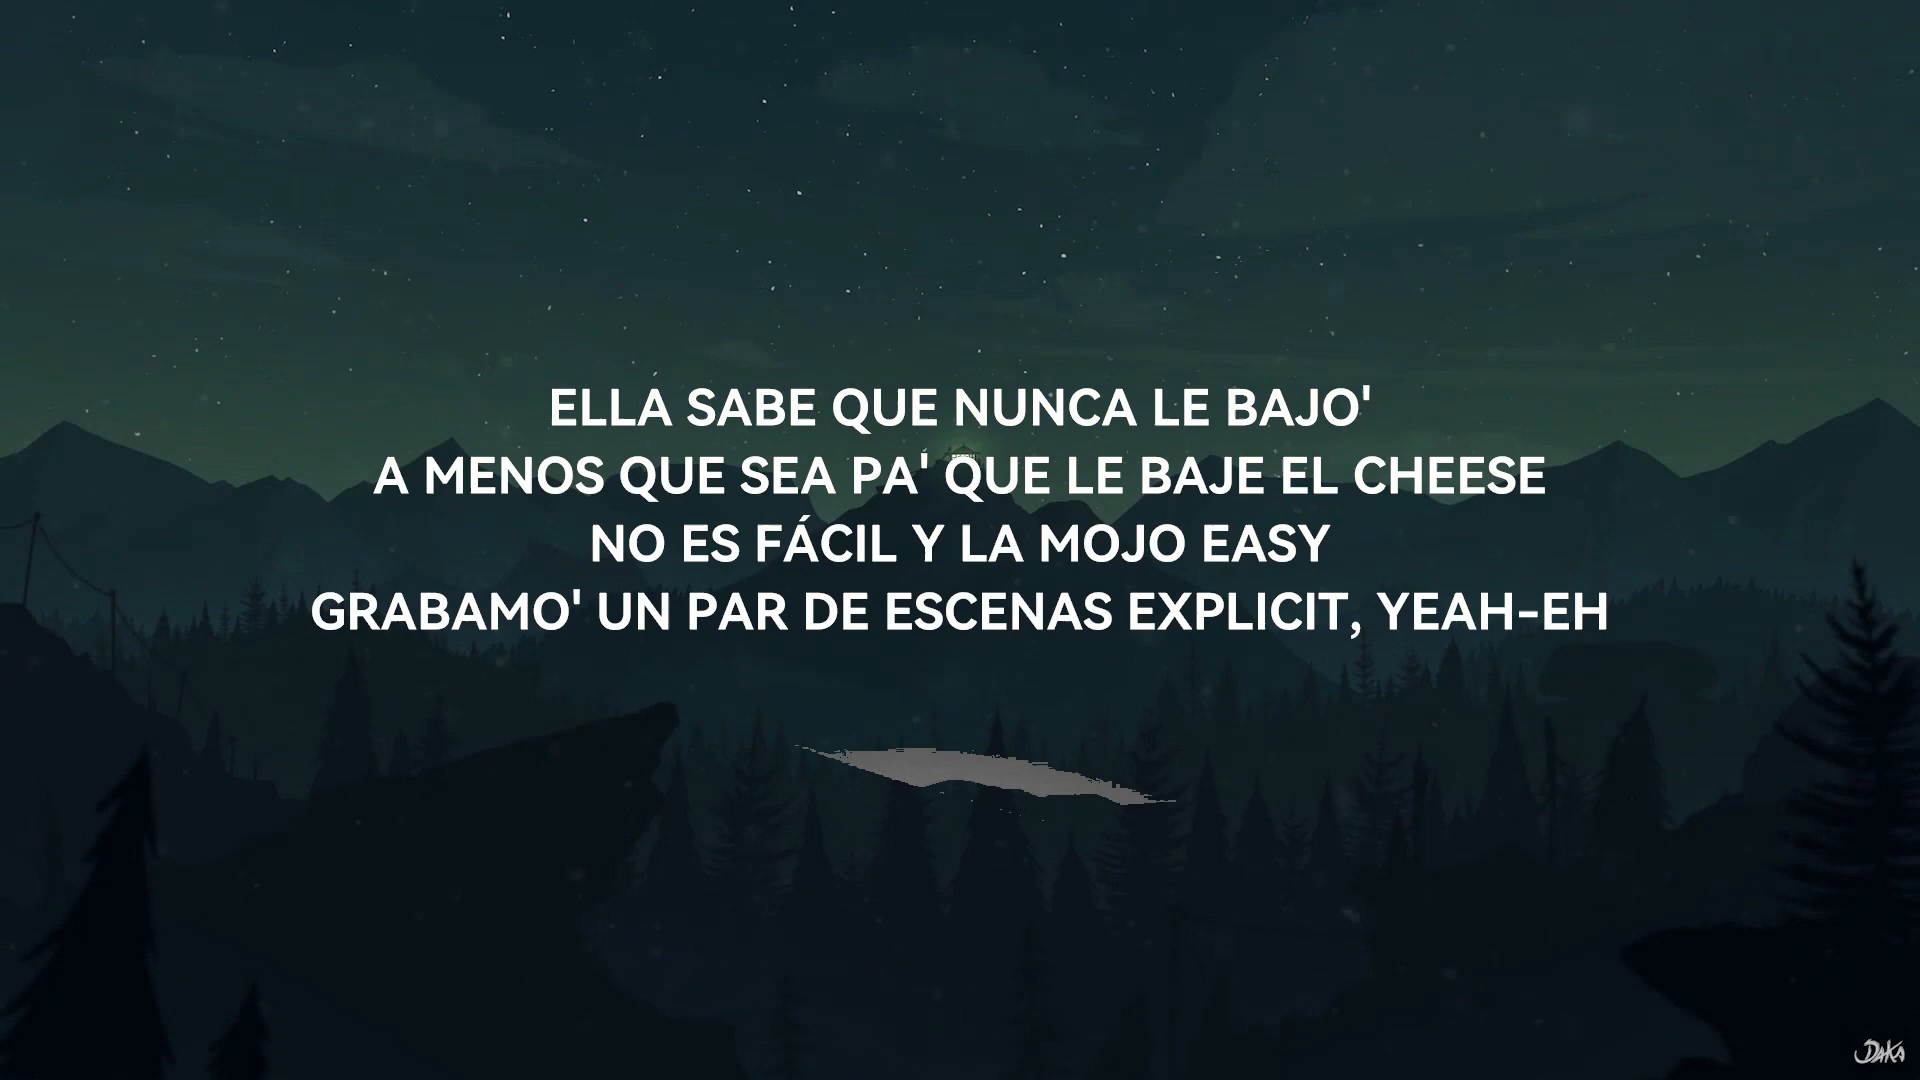 ELLA SABE QUE NUNCA LE BAJO'
A MENOS QUE SEA PA' QUE LE BAJE EL CHEESE
NO ES FÁCIL Y LA MOJO EASY
GRABAMO' UN PAR DE ESCENAS EXPLICIT, YEAH-EH
DAKA